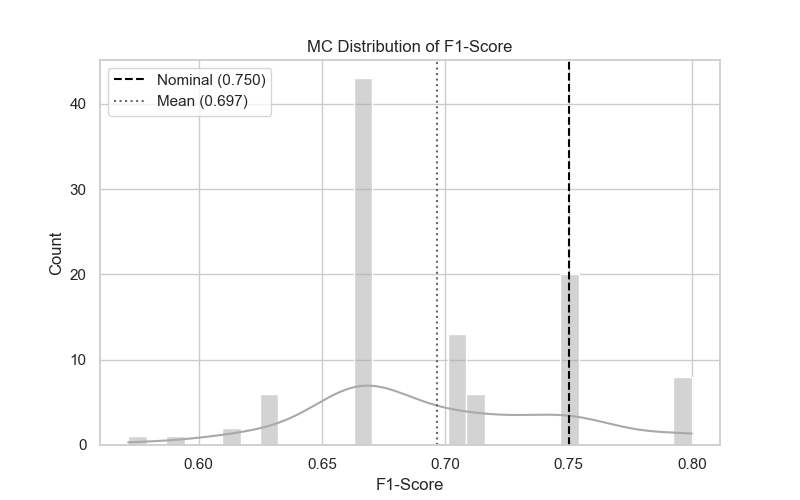 MC Distribution of F1-Score
Nominal (0.750)
Mean (0.697)
40
30
20
10
0
Count
0.60 0.65 0.70 0.75 0.80
F1-Score